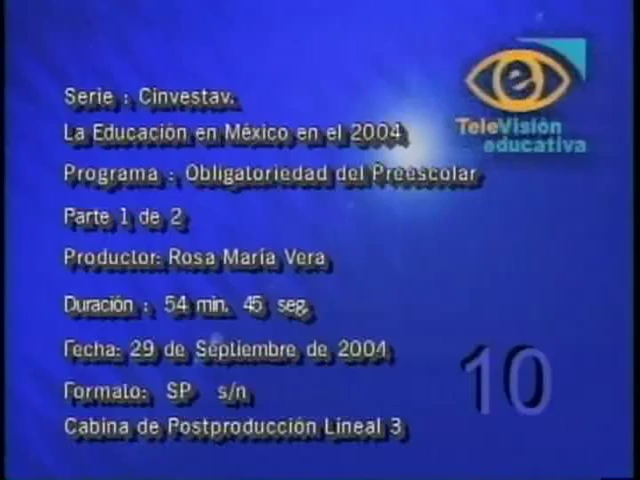 Serie : Cinvestav.
La Educación en México en el 2004
Programa : Obligatoriedad del Preescolar
Parte 1 de 2
Productor: Rosa María Vera
Duración : 54 min. 45 seg.
Fecha: 29 de Septiembre de 2004
Formato: SP s/n
Cabina de Postproducción Lineal 3
e
TeleVisión
educativa
10